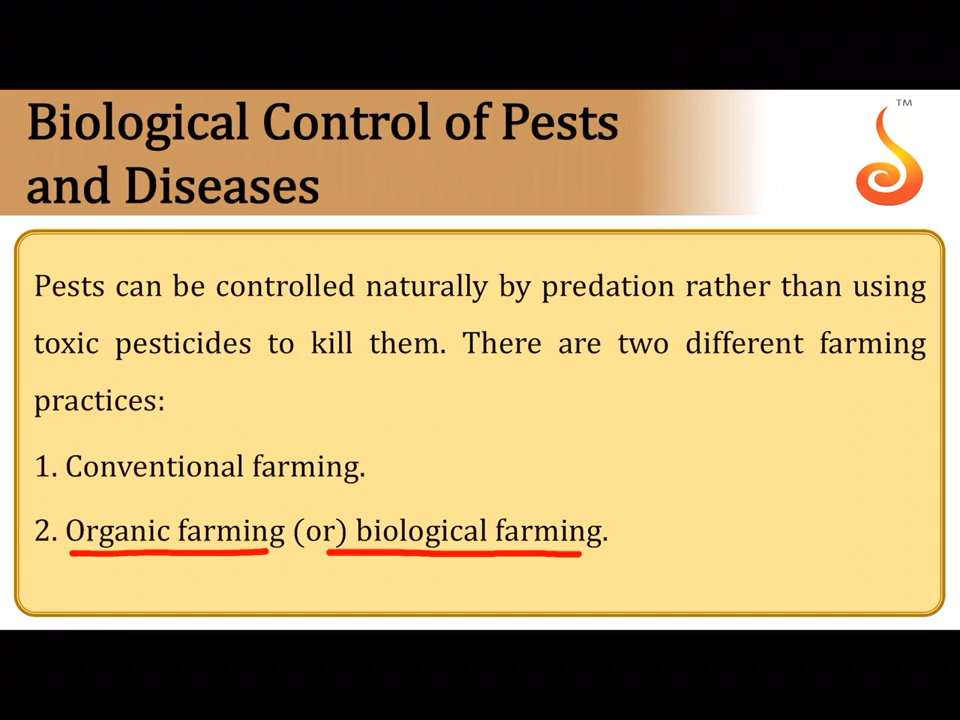 Biological Control of Pests
and Diseases
TM
Pests can be controlled naturally by predation rather than using
toxic pesticides to kill them. There are two different farming
practices:
1. Conventional farming.
2. Organic farming (or) biological farming.